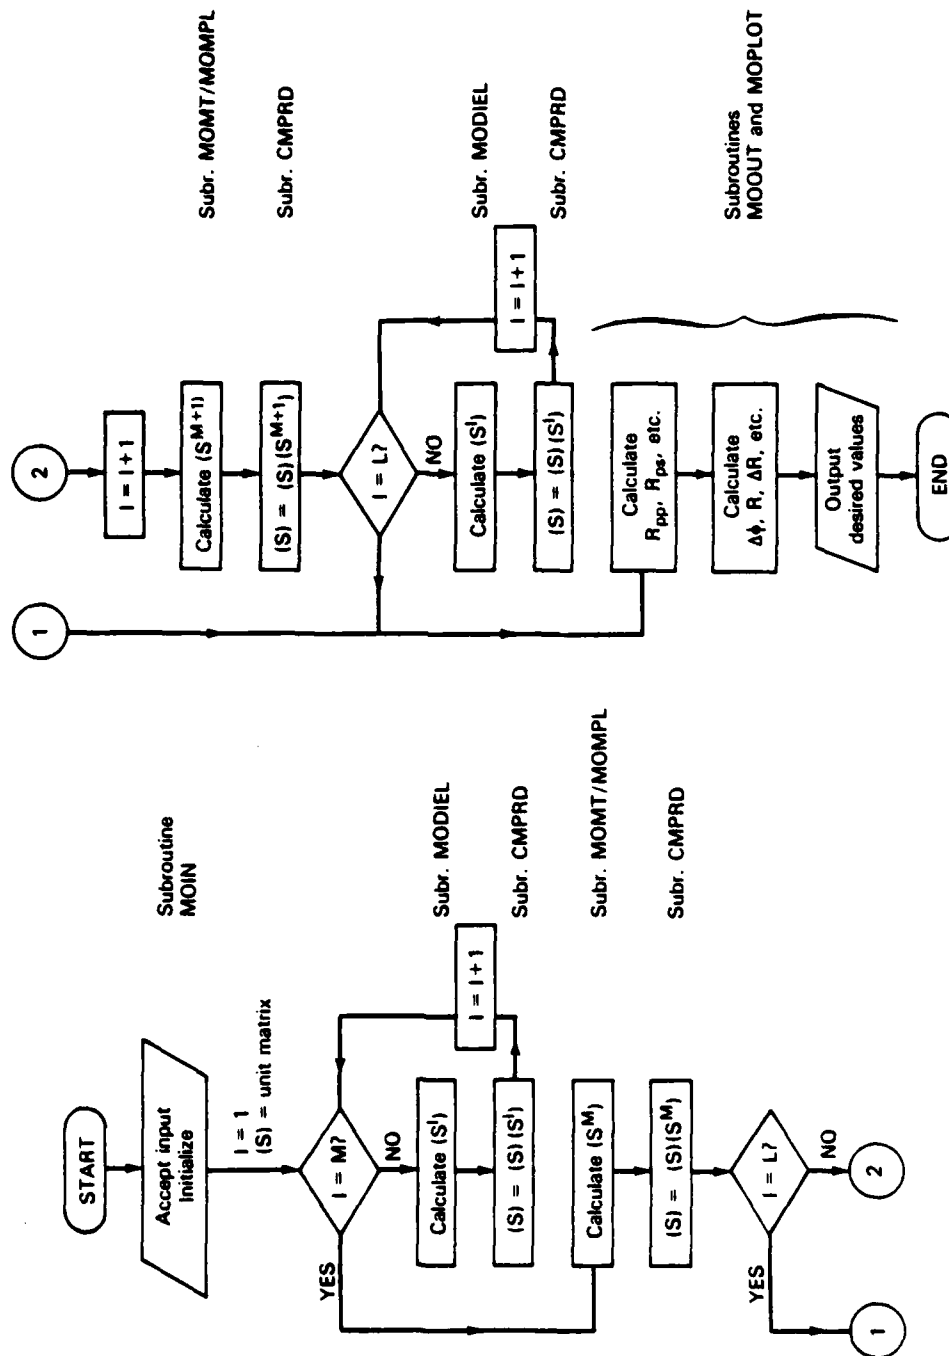 START
Accept input
Initialize
Subroutine
MOIN
I = 1
(S) = unit matrix
I = M?
YES
NO
I = I + 1
Calculate (S^I)
Subr. MODIEL
(S) = (S)(S^I)
Subr. CMPRD
Calculate (S^M)
Subr. MOMT/MOMPL
(S) = (S)(S^M)
Subr. CMPRD
I = L?
YES
NO
1
2
1
2
I = I + 1
Calculate (S^M+1)
Subr. MOMT/MOMPL
(S) = (S)(S^M+1)
Subr. CMPRD
I = L?
NO
I = I + 1
Calculate (S^I)
Subr. MODIEL
(S) = (S)(S^I)
Subr. CMPRD
Calculate
R_pp, R_ps, etc.
Calculate
Δϕ, R, ΔR, etc.
Output
desired values
Subroutines
MOOUT and MOPLOT
END